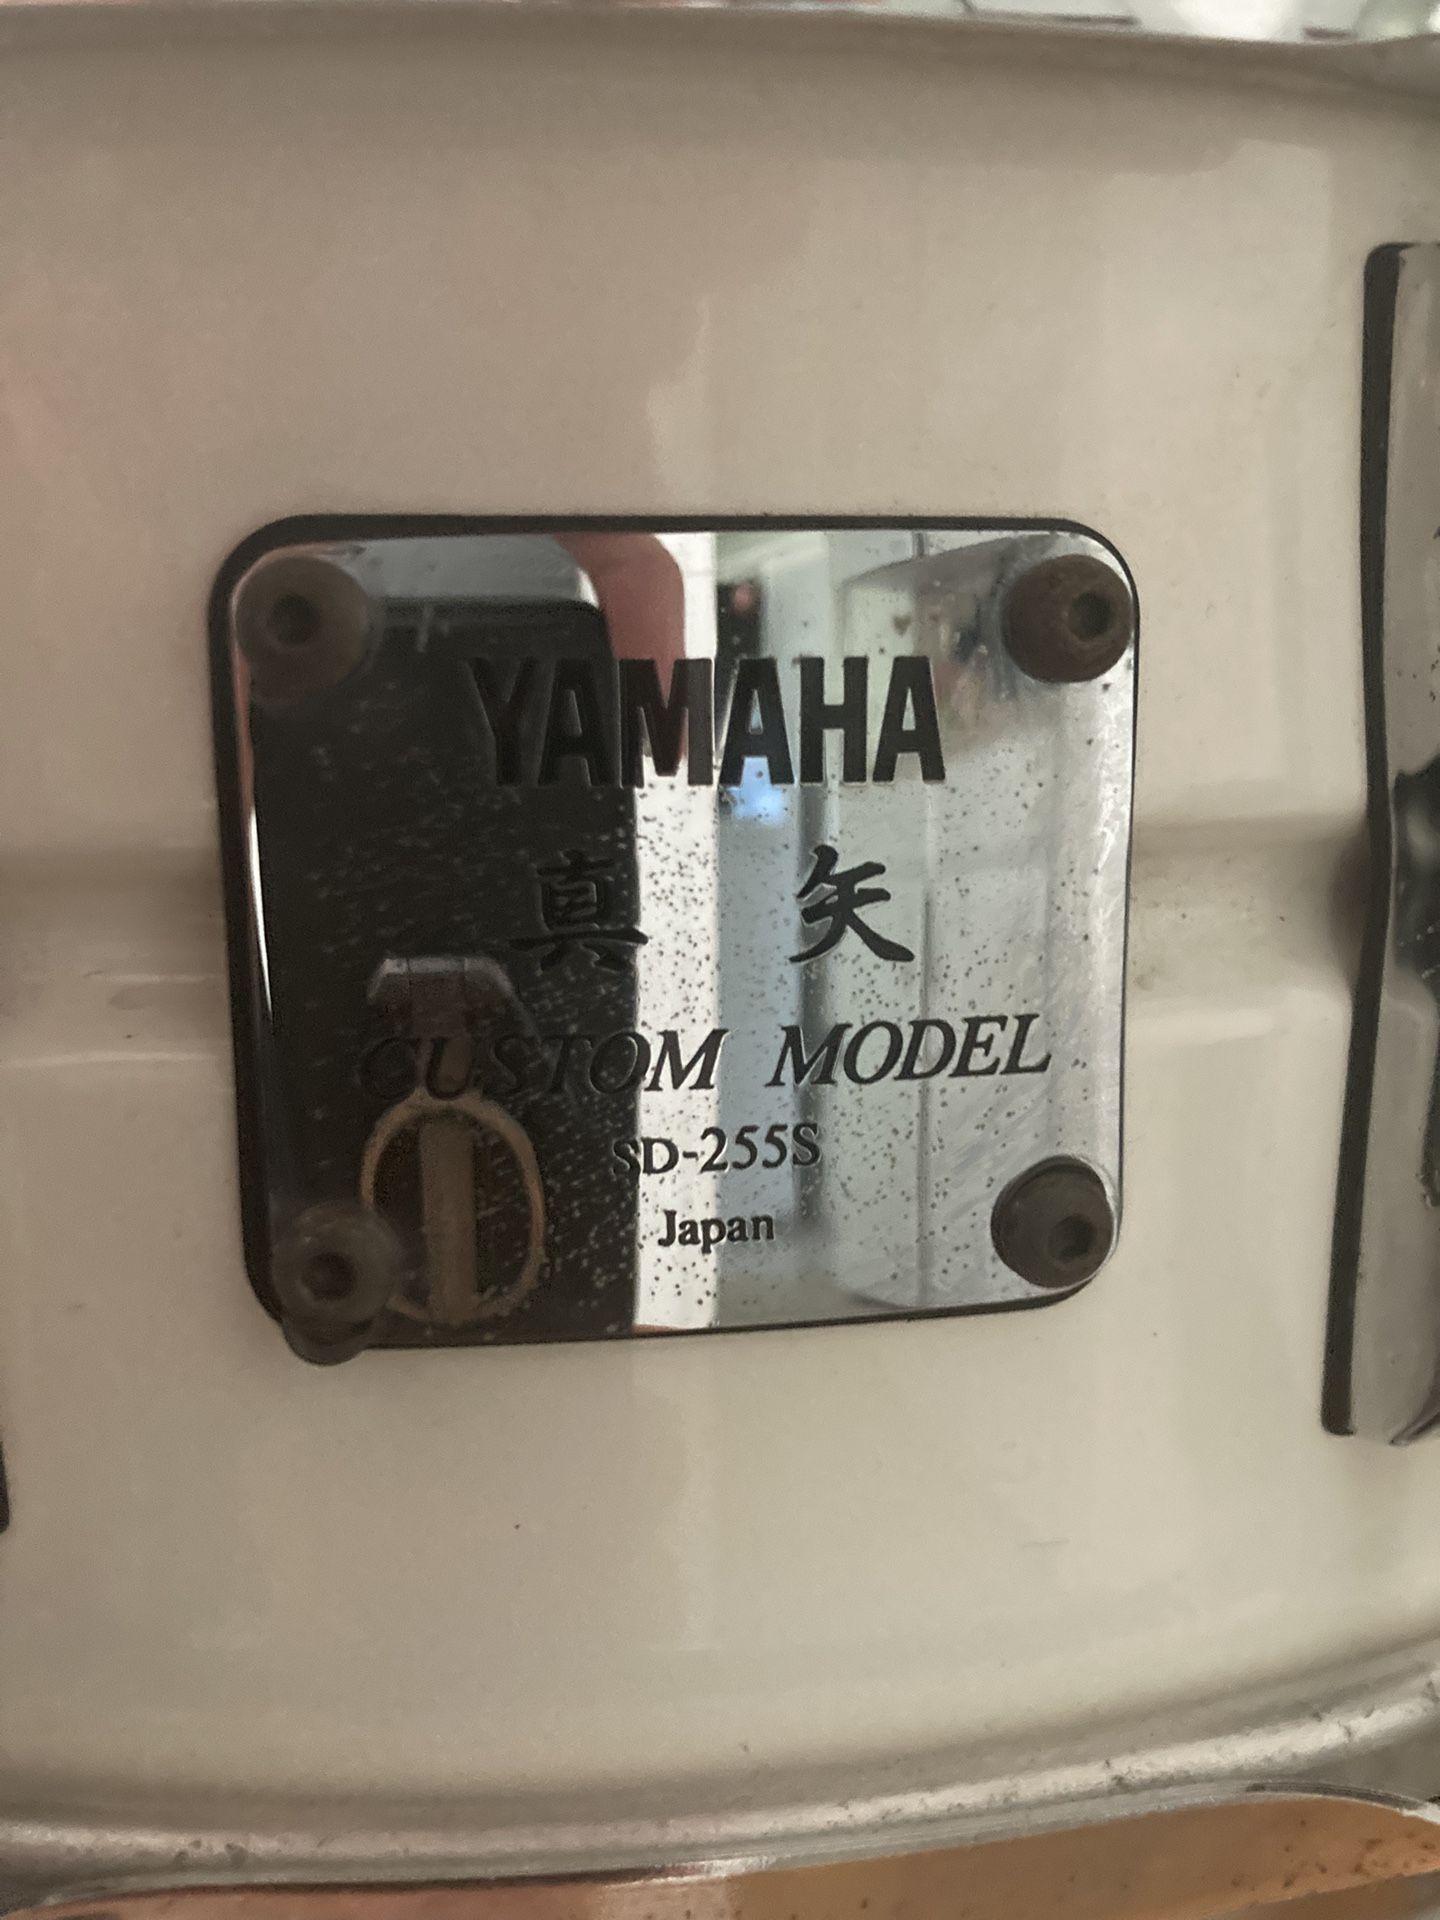 YAMAHA
真 矢
CUSTOM MODEL
SD-255S
Japan